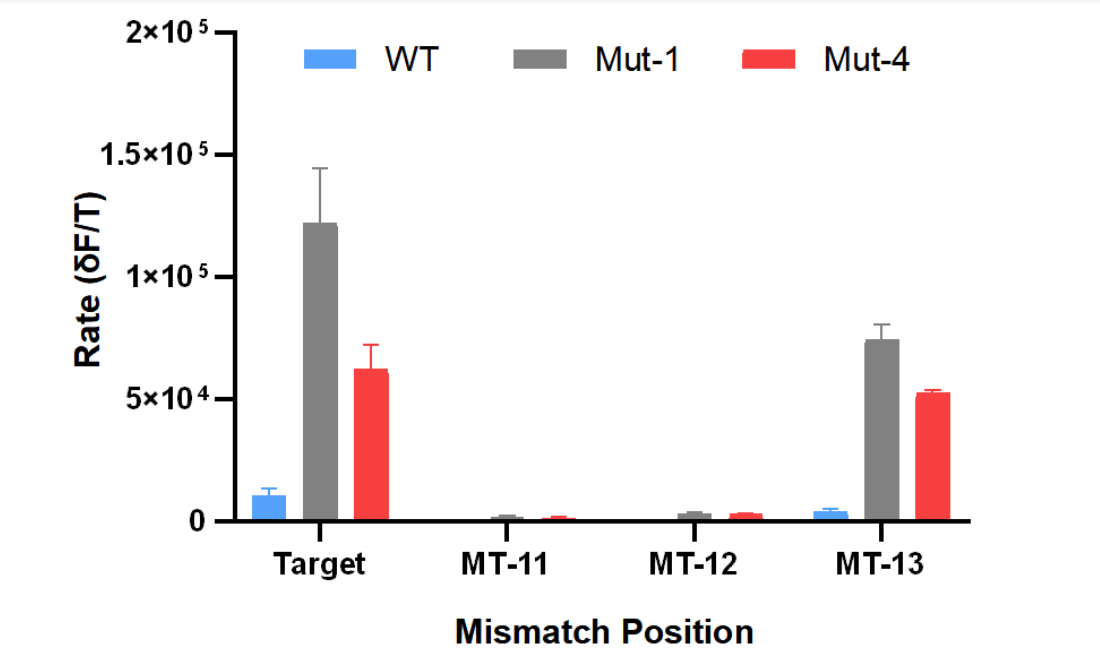 2×10⁵
WT Mut-1 Mut-4
1.5×10⁵
1×10⁵
5×10⁴
0
Rate (δF/T)
Target MT-11 MT-12 MT-13
Mismatch Position